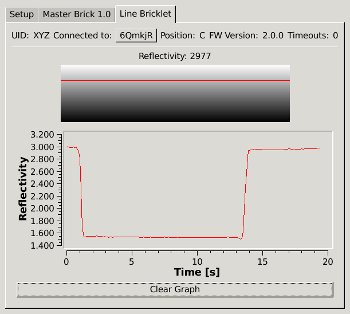 Setup Master Brick 1.0 Line Bricklet
UID: XYZ Connected to: 6QmkjR Position: C FW Version: 2.0.0 Timeouts: 0
Reflectivity: 2977
3.000
3.200
2.800
2.600
2.400
2.200
2.000
1.800
1.600
1.400
Reflectivity
0 5 10 15 20
Time [s]
Clear Graph